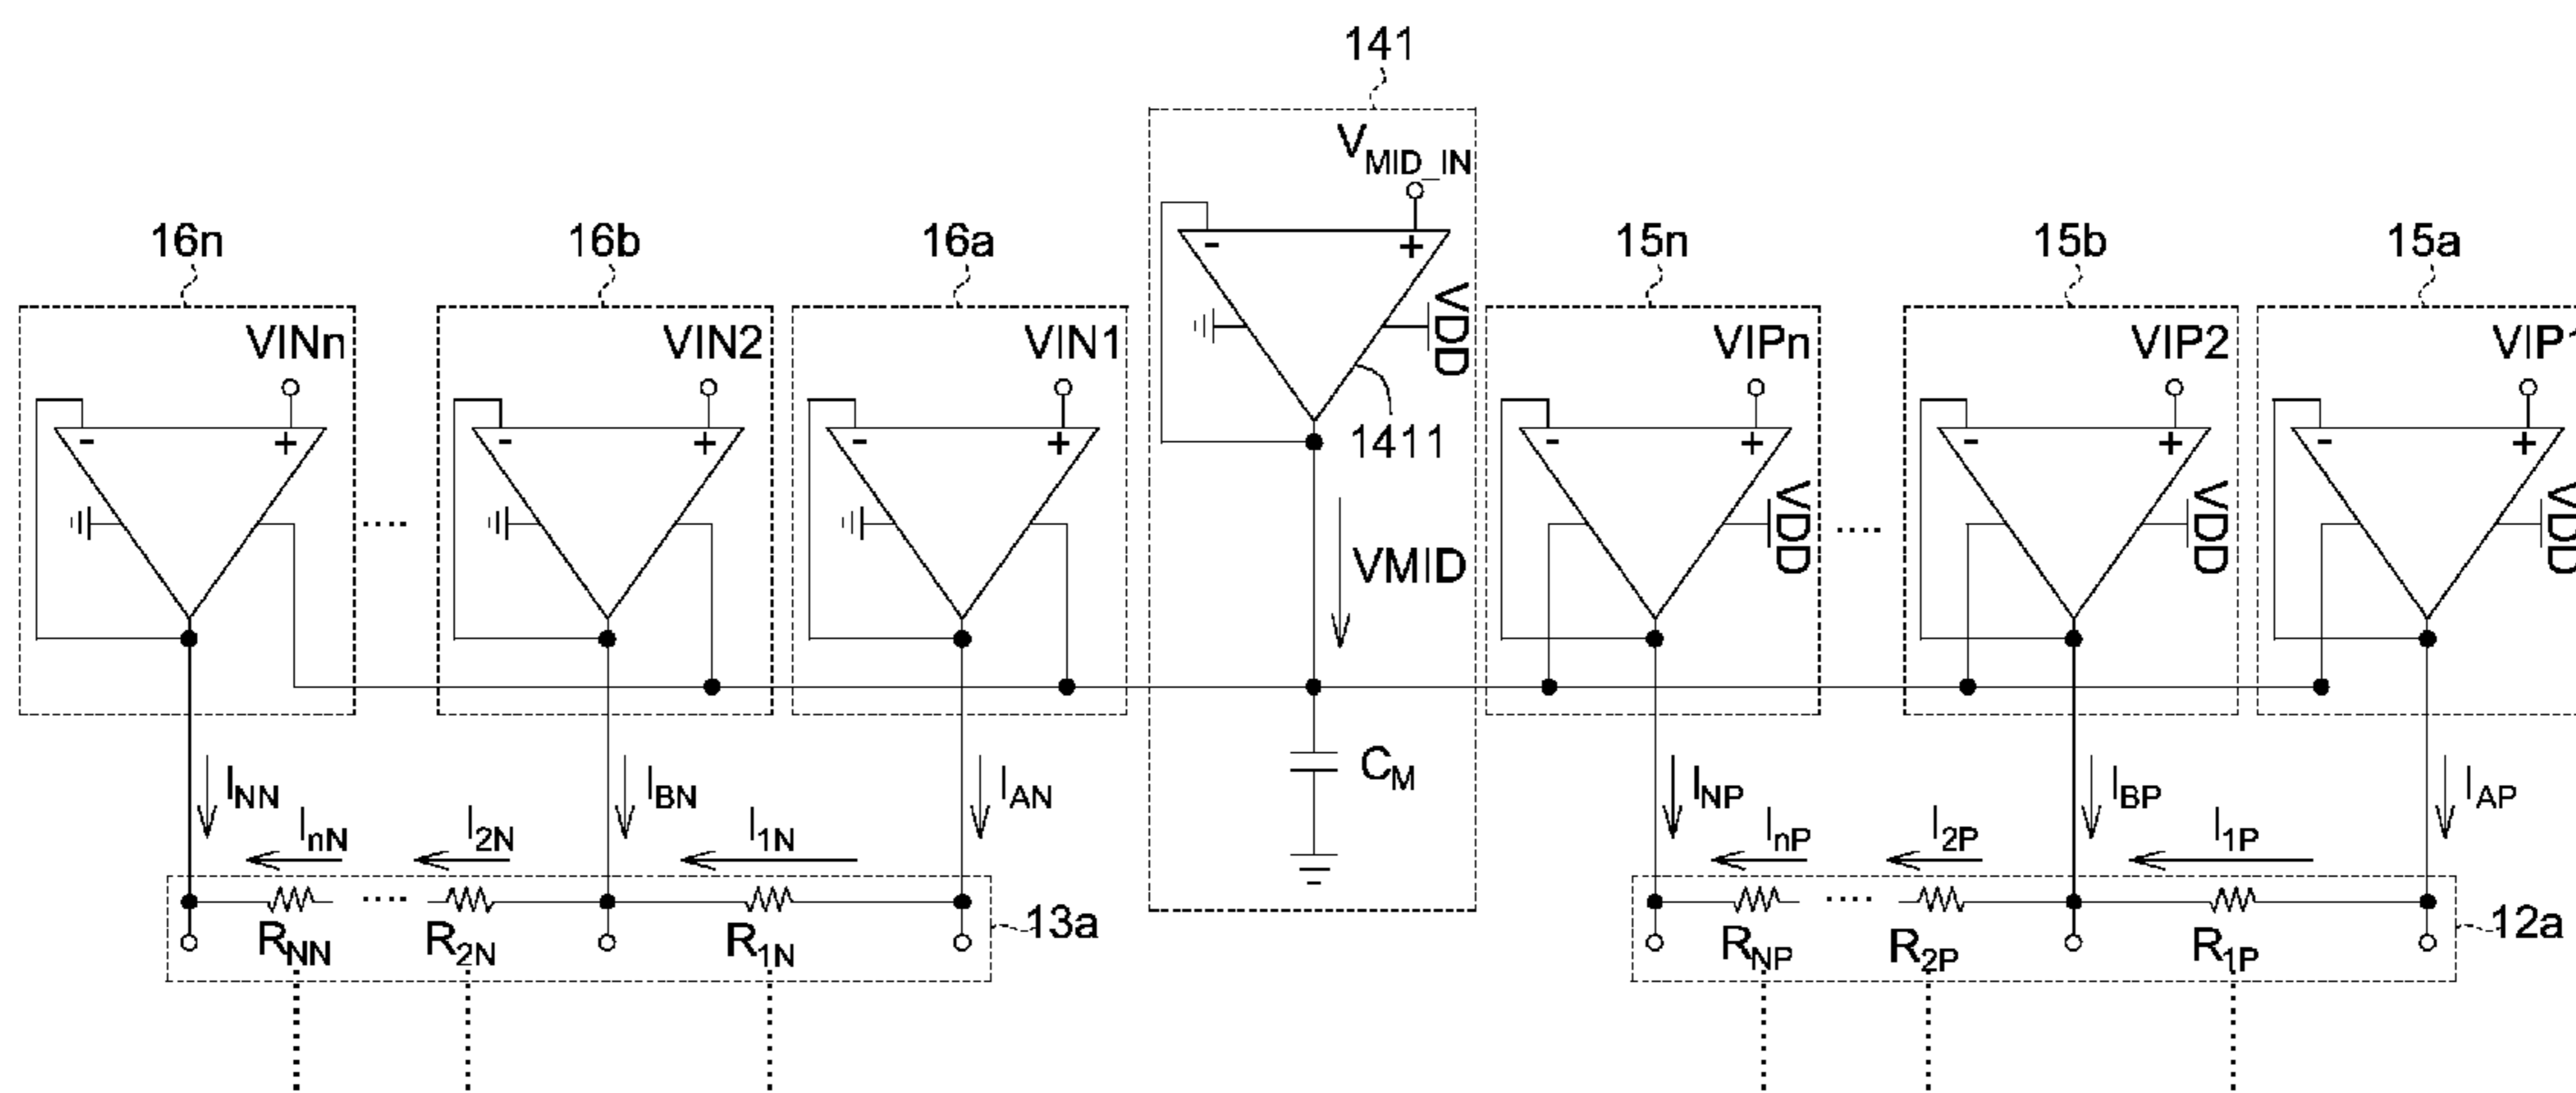 141
V_MID_IN
16n
16b
16a
15n
15b
15a
VINn
VIN2
VIN1
VIPn
VIP2
VIP1
- +
- +
- +
- +
- +
- +
- +
VDD
VDD
VDD
VDD
1411
....
....
VMID
C_M
I_NN
I_BN
I_AN
I_NP
I_BP
I_AP
I_nN
I_2N
I_1N
I_nP
I_2P
I_1P
....
....
R_NN
R_2N
R_1N
13a
R_NP
R_2P
R_1P
12a